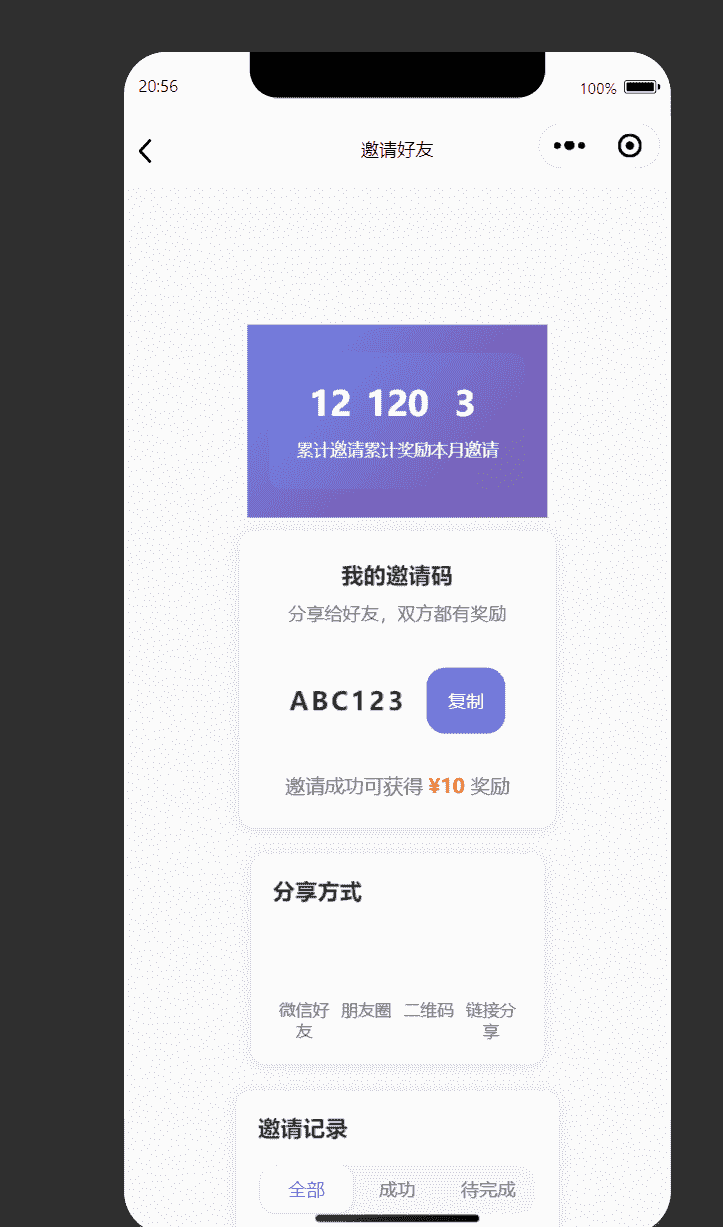 20:56
100%
邀请好友
12 120 3
累计邀请累计奖励本月邀请
我的邀请码
分享给好友，双方都有奖励
ABC123 复制
邀请成功可获得 ¥10 奖励
分享方式
微信好友 朋友圈 二维码 链接分享
邀请记录
全部 成功 待完成